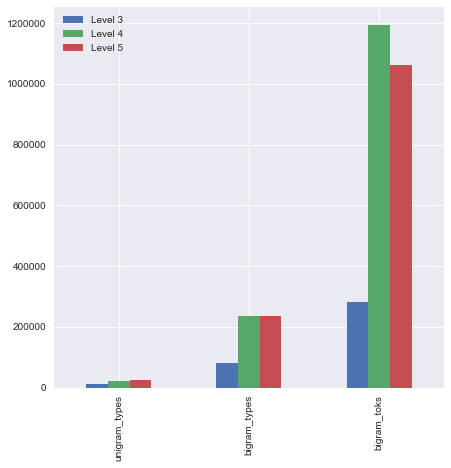 Level 3
Level 4
Level 5
1200000
1000000
800000
600000
400000
200000
0
unigram_types
bigram_types
bigram_toks